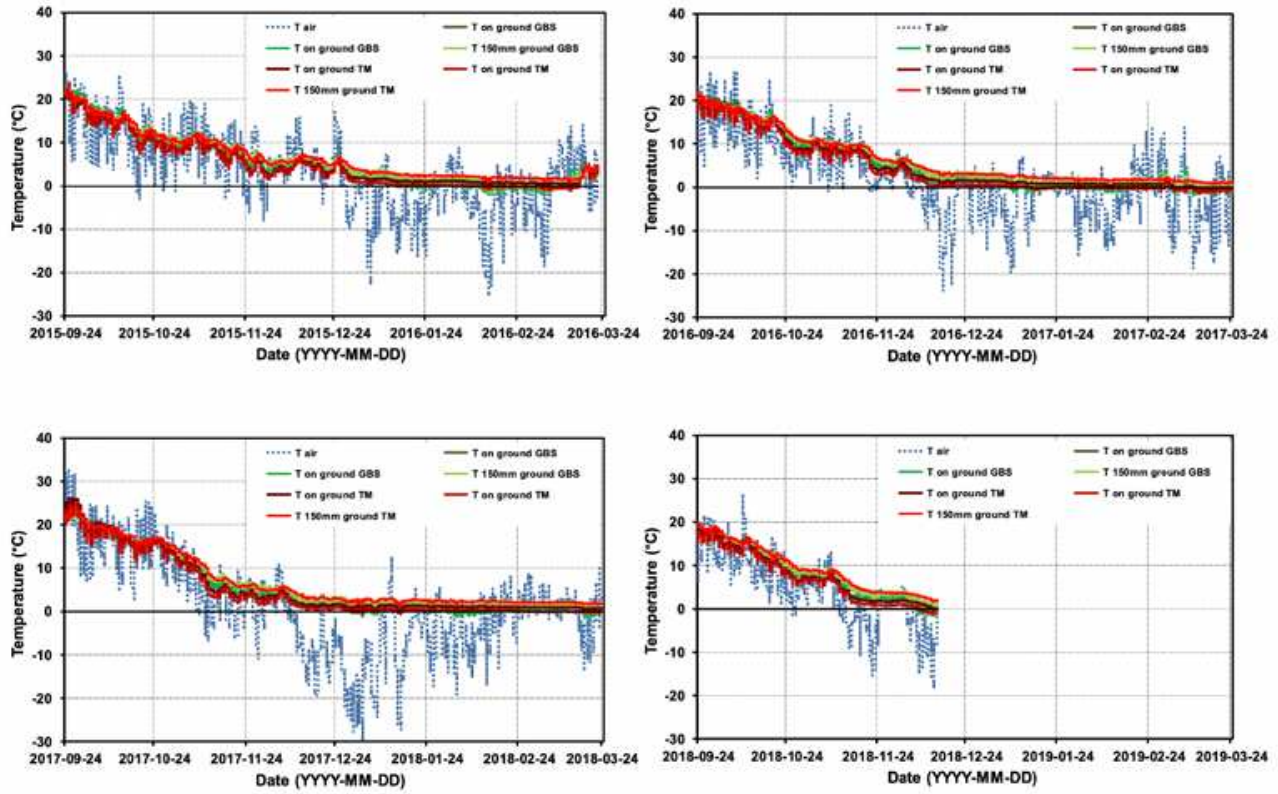 40
30
20
10
0
-10
-20
-30
Temperature (°C)
T air
T on ground GBS
T on ground GBS
T 150mm ground GBS
T on ground TM
T on ground TM
T 150mm ground TM
2015-09-24 2015-10-24 2015-11-24 2015-12-24 2016-01-24 2016-02-24 2016-03-24
Date (YYYY-MM-DD)
40
30
20
10
0
-10
-20
-30
Temperature (°C)
T air
T on ground GBS
T on ground GBS
T 150mm ground GBS
T on ground TM
T on ground TM
T 150mm ground TM
2016-09-24 2016-10-24 2016-11-24 2016-12-24 2017-01-24 2017-02-24 2017-03-24
Date (YYYY-MM-DD)
40
30
20
10
0
-10
-20
-30
Temperature (°C)
T air
T on ground GBS
T on ground GBS
T 150mm ground GBS
T on ground TM
T on ground TM
T 150mm ground TM
2017-09-24 2017-10-24 2017-11-24 2017-12-24 2018-01-24 2018-02-24 2018-03-24
Date (YYYY-MM-DD)
40
30
20
10
0
-10
-20
-30
Temperature (°C)
T air
T on ground GBS
T on ground GBS
T 150mm ground GBS
T on ground TM
T on ground TM
T 150mm ground TM
2018-09-24 2018-10-24 2018-11-24 2018-12-24 2019-01-24 2019-02-24 2019-03-24
Date (YYYY-MM-DD)